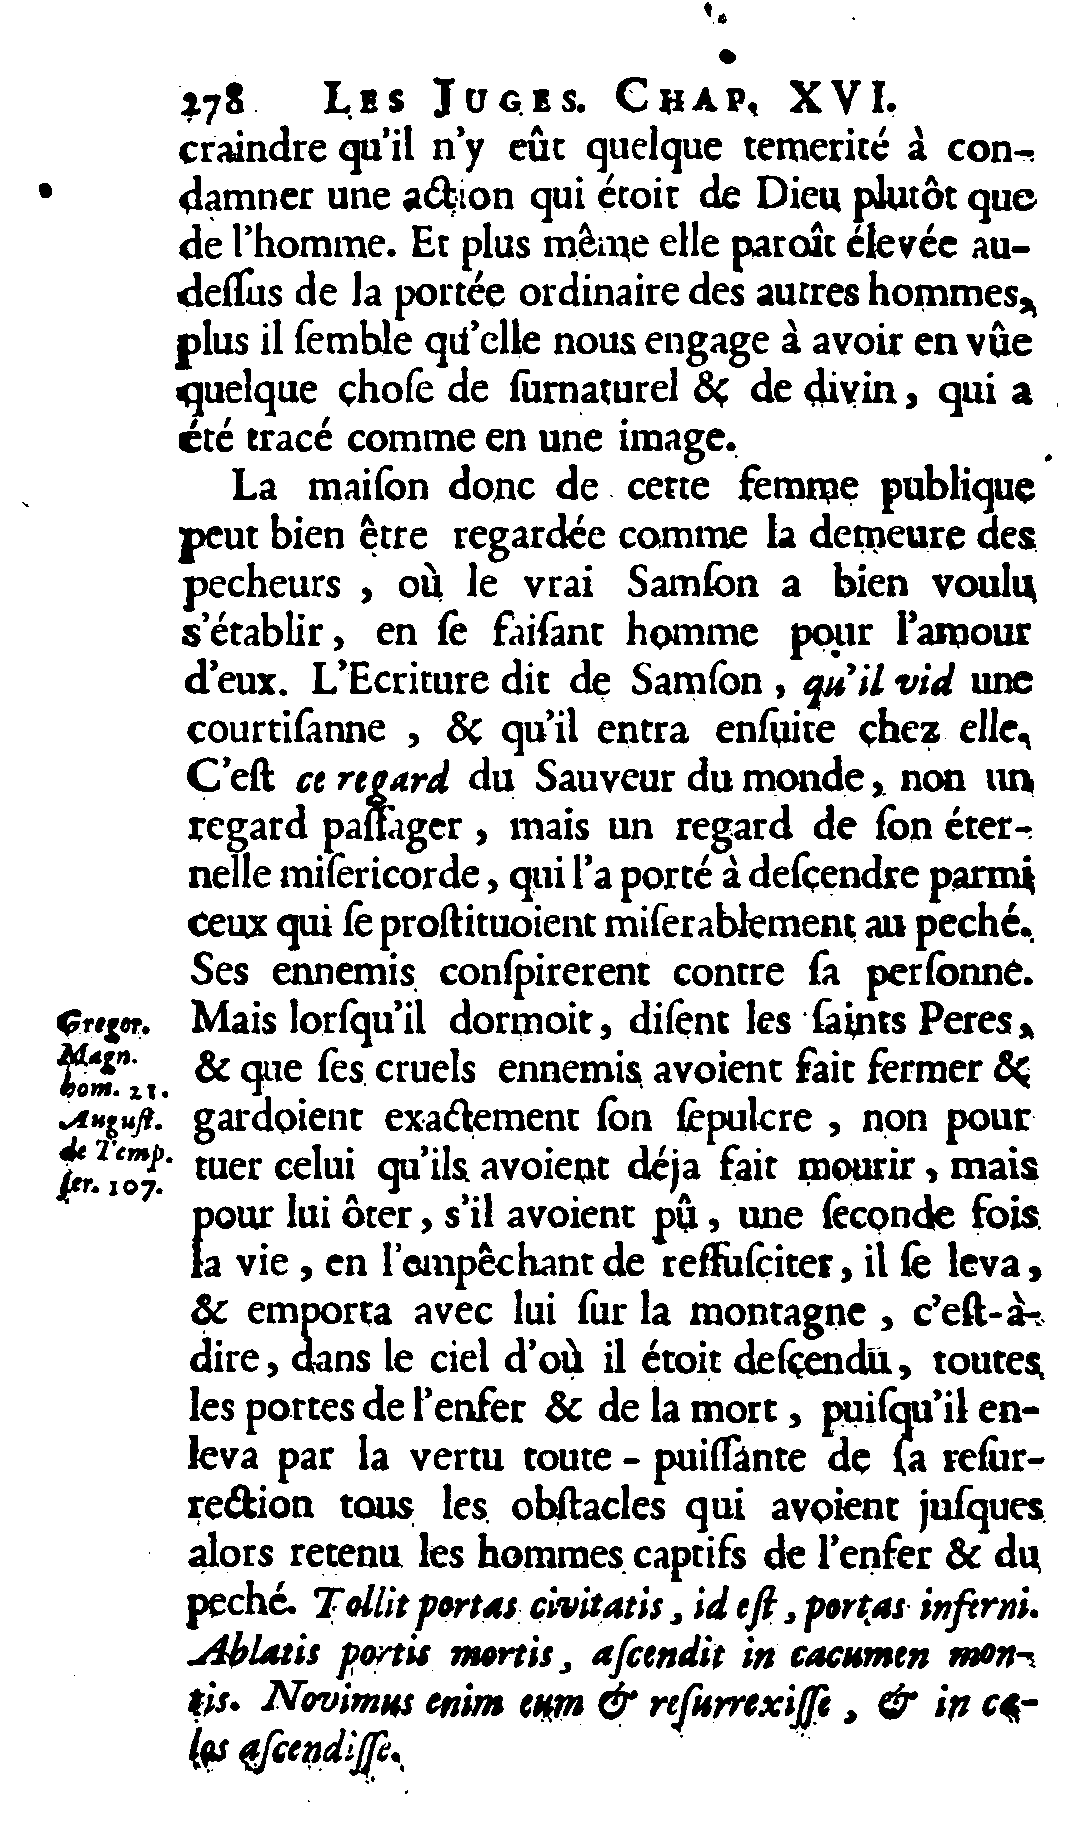 278 LES JUGES. CHAP. XVI.
craindre qu'il n'y eût quelque temerité à con-
damner une action qui étoit de Dieu plutôt que
de l'homme. Et plus même elle paroît élevée au-
deſſus de la portée ordinaire des autres hommes,
plus il ſemble qu'elle nous engage à avoir en vûe
quelque choſe de ſurnaturel & de divin, qui a
été tracé comme en une image.
La maiſon donc de cette femme publique
peut bien être regardée comme la demeure des
pecheurs, où le vrai Samſon a bien voulu
s'établir, en ſe faiſant homme pour l'amour
d'eux. L'Ecriture dit de Samſon, qu'il vid une
courtiſanne, & qu'il entra enſuite chez elle.
C'eſt ce regard du Sauveur du monde, non un
regard paſſager, mais un regard de ſon éter-
nelle miſericorde, qui l'a porté à deſcendre parmi
ceux qui ſe proſtituoient miſerablement au peché.
Ses ennemis conſpirerent contre ſa perſonne.
Mais lorſqu'il dormoit, diſent les ſaints Peres,
& que ſes cruels ennemis avoient fait fermer &
gardoient exactement ſon ſepulcre, non pour
tuer celui qu'ils avoient déja fait mourir, mais
pour lui ôter, s'il avoient pû, une ſeconde fois
la vie, en l'empêchant de reſſuſciter, il ſe leva,
& emporta avec lui ſur la montagne, c'eſt-à-
dire, dans le ciel d'où il étoit deſcendu, toutes
les portes de l'enfer & de la mort, puiſqu'il en-
leva par la vertu toute-puiſſante de ſa reſur-
rection tous les obſtacles qui avoient juſques
alors retenu les hommes captifs de l'enfer & du
peché. Tollit portas civitatis, id eſt, portas inferni.
Ablatis portis mortis, aſcendit in cacumen mon-
tis. Novimus enim eum & reſurrexiſſe, & in cæ-
los aſcendiſſe.
Gregor.
Magn.
hom. 21.
Auguſt.
de Temp.
ſer. 107.